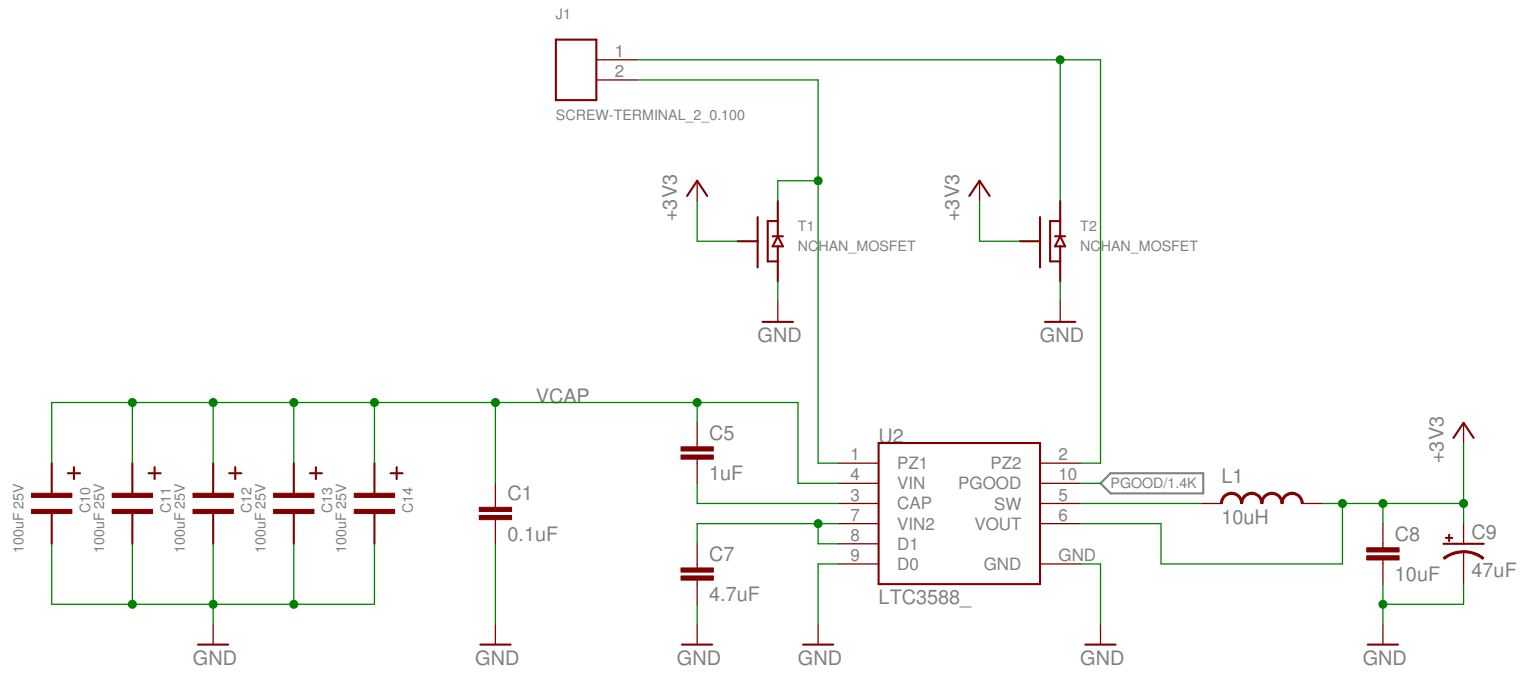 J1
1
2
SCREW-TERMINAL_2_0.100
+3V3
T1
NCHAN_MOSFET
GND
+3V3
T2
NCHAN_MOSFET
GND
VCAP
C10
100uF 25V
C11
100uF 25V
C12
100uF 25V
C13
100uF 25V
C14
100uF 25V
GND
C1
0.1uF
GND
C5
1uF
C7
4.7uF
GND
GND
U2
1 PZ1 PZ2 2
4 VIN PGOOD 10
3 CAP SW 5
7 VIN2 VOUT 6
8 D1
9 D0 GND GND
LTC3588_
PGOOD/1.4K
GND
L1
10uH
+3V3
C8
10uF
C9
+
47uF
GND
+
+
+
+
+